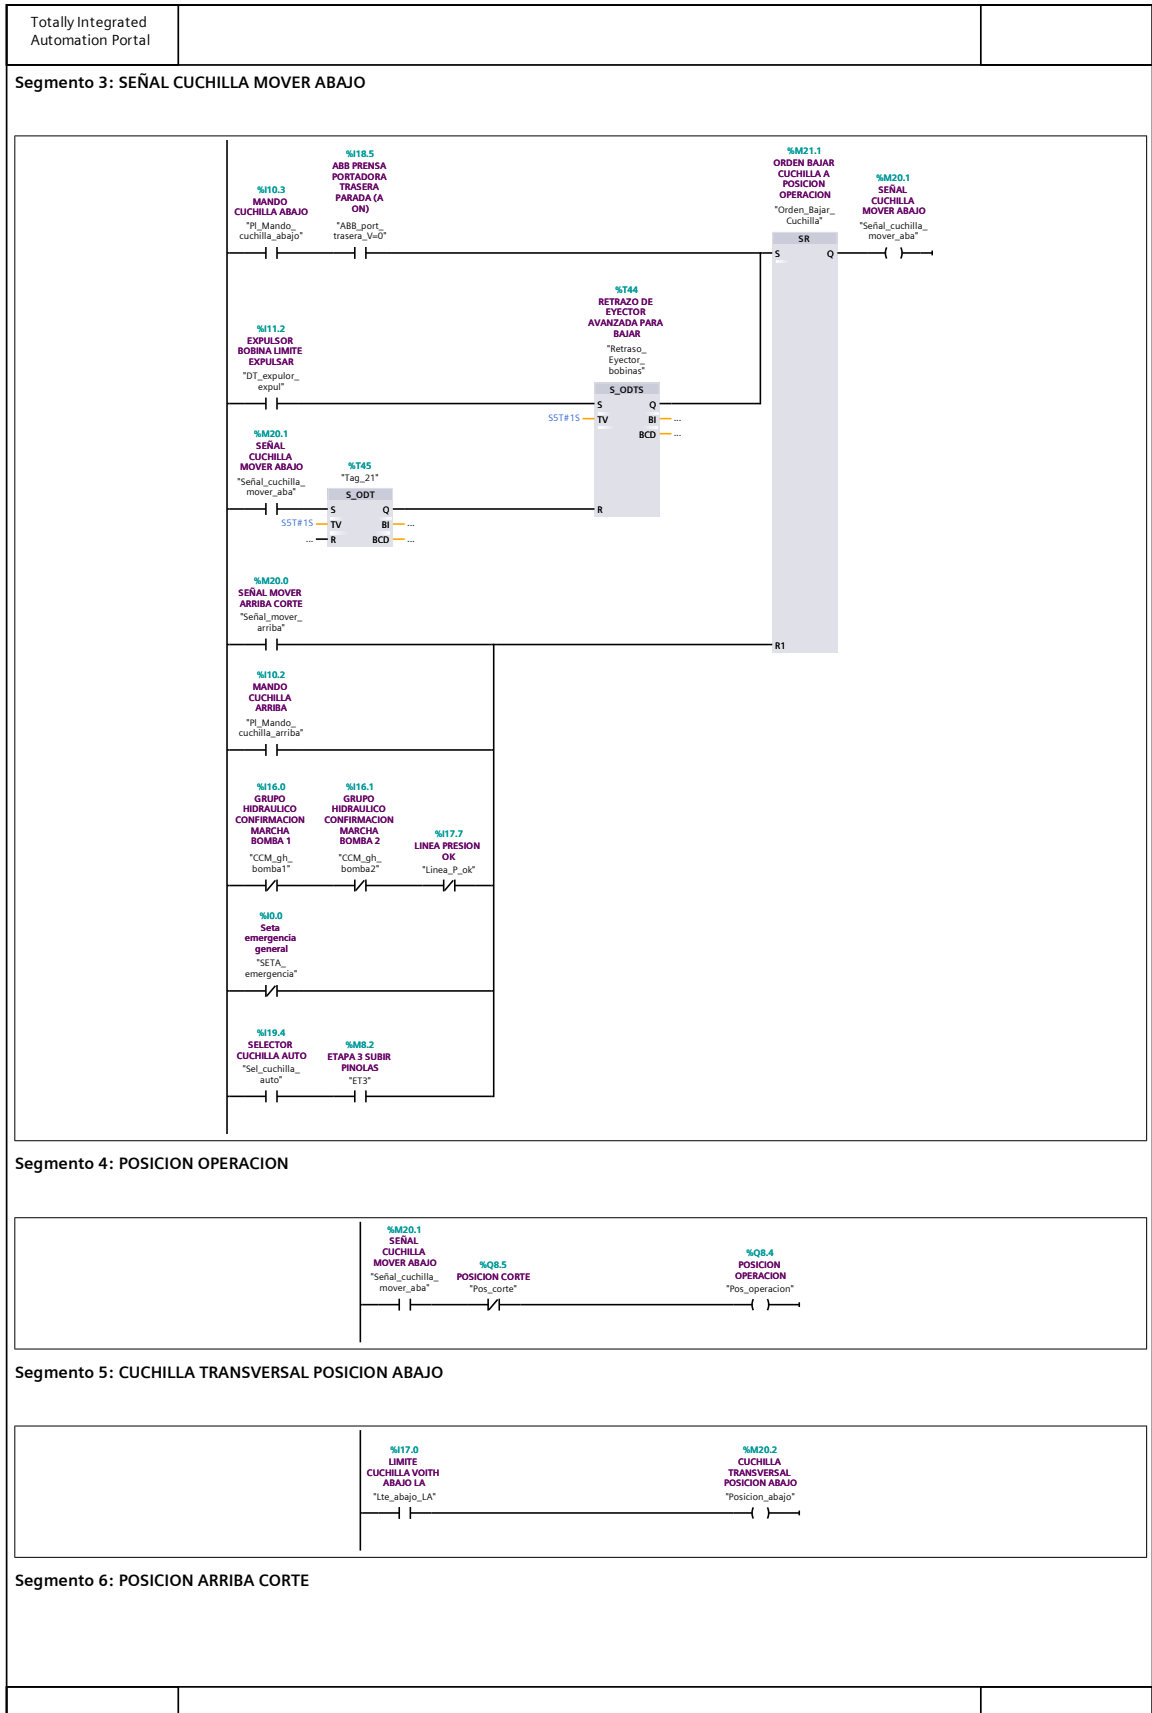 Totally Integrated
Automation Portal
Segmento 3: SEÑAL CUCHILLA MOVER ABAJO
%I10.3
MANDO
CUCHILLA ABAJO
"Pl_Mando_
cuchilla_abajo"
%I18.5
ABB PRENSA
PORTADORA
TRASERA
PARADA (A
ON)
"ABB_port_
trasera_V=0"
%M21.1
ORDEN BAJAR
CUCHILLA A
POSICION
OPERACION
"Orden_Bajar_
Cuchilla"
SR
S
Q
%M20.1
SEÑAL
CUCHILLA
MOVER ABAJO
"Señal_cuchilla_
mover_aba"
%I11.2
EXPULSOR
BOBINA LIMITE
EXPULSAR
"DT_expulor_
expul"
%T44
RETRAZO DE
EYECTOR
AVANZADA PARA
BAJAR
"Retraso_
Eyector_
bobinas"
S_ODTS
S
Q
S5T#1S
TV
BI
...
BCD
...
%M20.1
SEÑAL
CUCHILLA
MOVER ABAJO
"Señal_cuchilla_
mover_aba"
%T45
"Tag_21"
S_ODT
S
Q
S5T#1S
TV
BI
...
...
R
BCD
...
R
%M20.0
SEÑAL MOVER
ARRIBA CORTE
"Señal_mover_
arriba"
R1
%I10.2
MANDO
CUCHILLA
ARRIBA
"Pl_Mando_
cuchilla_arriba"
%I16.0
GRUPO
HIDRAULICO
CONFIRMACION
MARCHA
BOMBA 1
"CCM_gh_
bomba1"
%I16.1
GRUPO
HIDRAULICO
CONFIRMACION
MARCHA
BOMBA 2
"CCM_gh_
bomba2"
%I17.7
LINEA PRESION
OK
"Linea_P_ok"
%I0.0
Seta
emergencia
general
"SETA_
emergencia"
%I19.4
SELECTOR
CUCHILLA AUTO
"Sel_cuchilla_
auto"
%M8.2
ETAPA 3 SUBIR
PINOLAS
"ET3"
Segmento 4: POSICION OPERACION
%M20.1
SEÑAL
CUCHILLA
MOVER ABAJO
"Señal_cuchilla_
mover_aba"
%Q8.5
POSICION CORTE
"Pos_corte"
%Q8.4
POSICION
OPERACION
"Pos_operacion"
Segmento 5: CUCHILLA TRANSVERSAL POSICION ABAJO
%I17.0
LIMITE
CUCHILLA VOITH
ABAJO LA
"Lte_abajo_LA"
%M20.2
CUCHILLA
TRANSVERSAL
POSICION ABAJO
"Posicion_abajo"
Segmento 6: POSICION ARRIBA CORTE